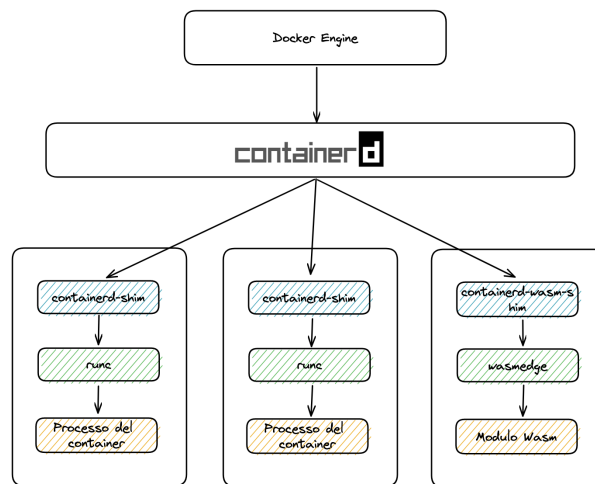 Docker Engine
containerd
containerd-shim
containerd-shim
containerd-wasm-s
him
runc
runc
wasmedge
Processo del
container
Processo del
container
Modulo Wasm